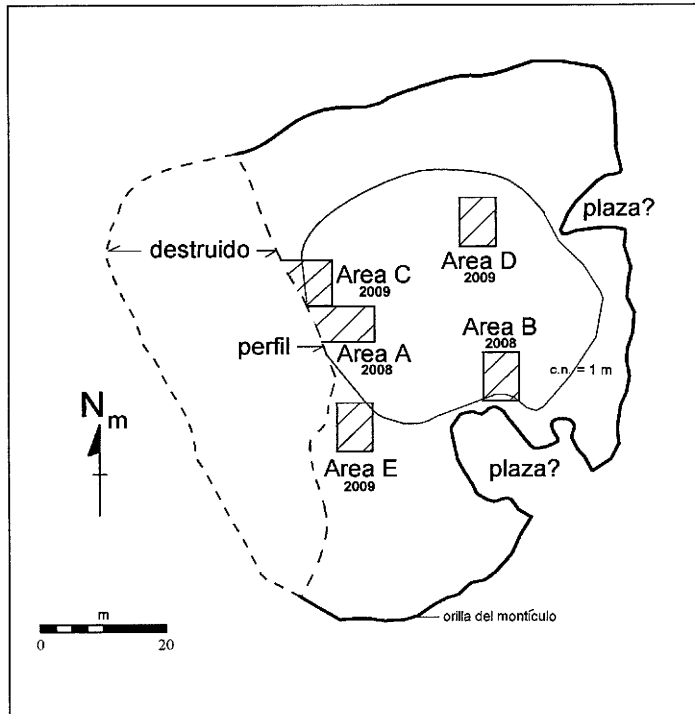 plaza?
destruido
Area C
2009
Area D
2009
Area B
2008
perfil
Area A
2008
c.n. = 1 m
Nm
Area E
2009
plaza?
m
0 20
orilla del montículo